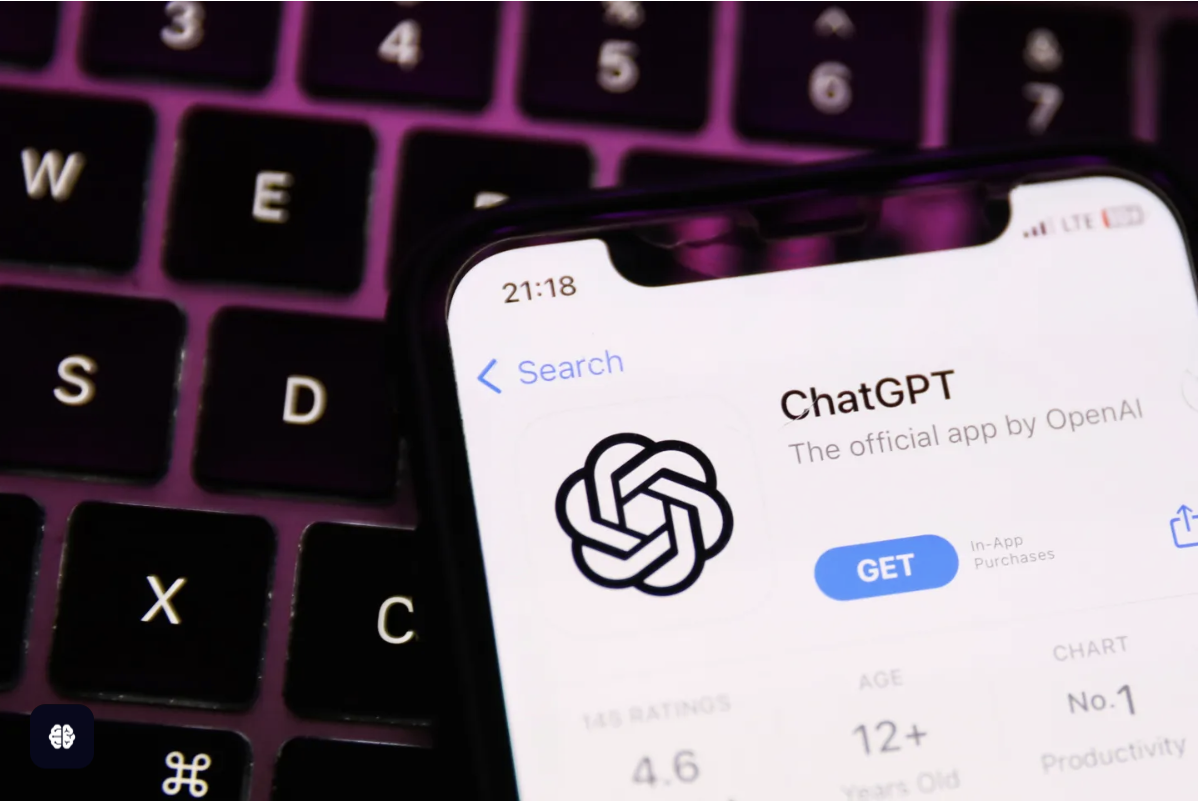 3
4
%
5
^
6
&
7
W
E
S
D
X
C
⌘
21:18
LTE
Search
ChatGPT
The official app by OpenAI
GET
In-App
Purchases
RATINGS
4.6
AGE
12+
Years Old
CHART
No.1
Productivity